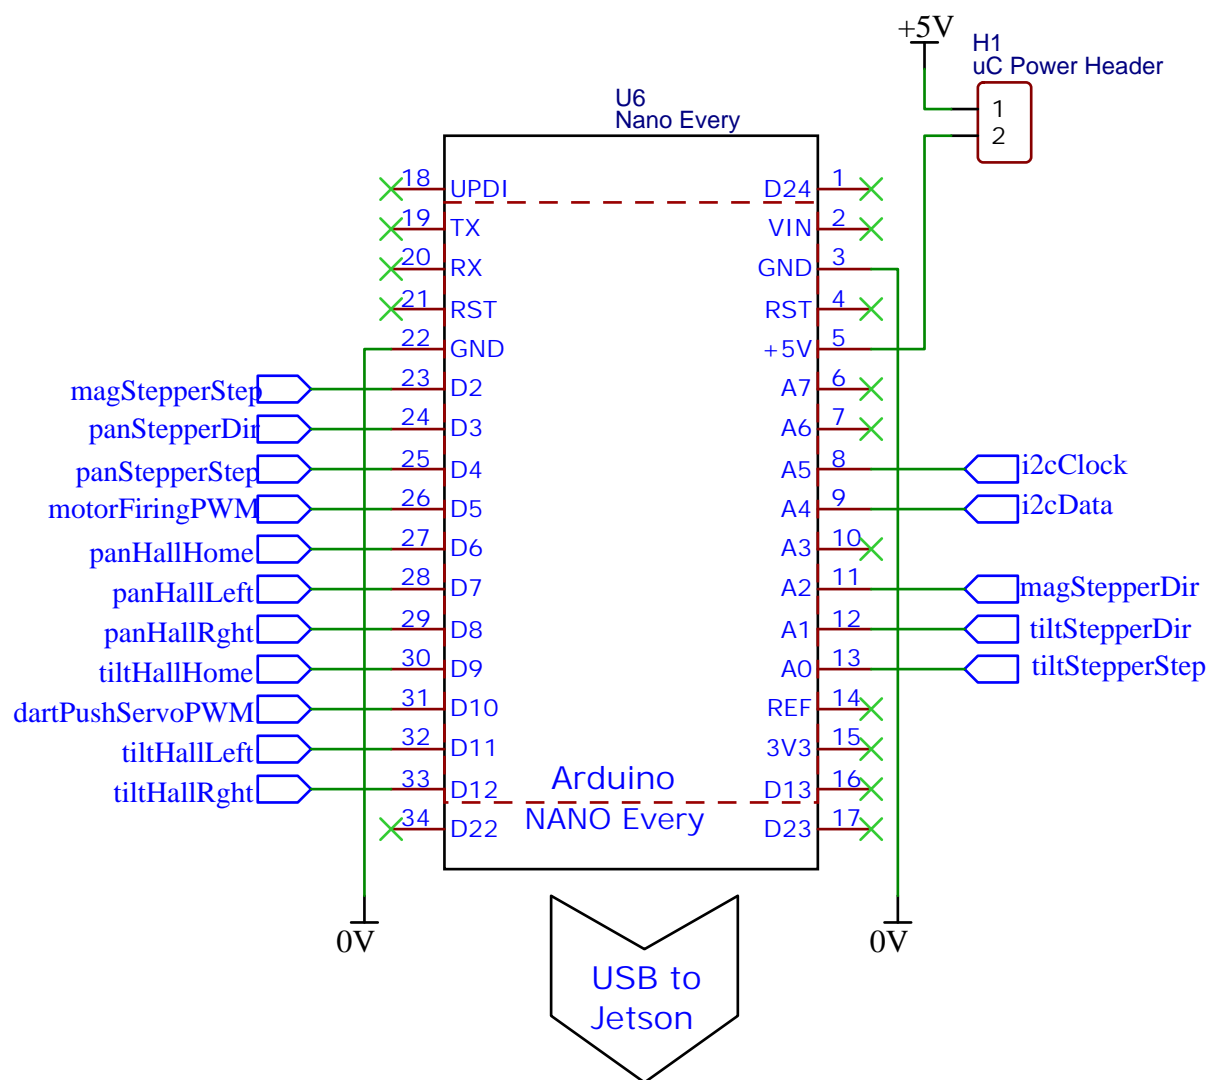 +5V
H1
uC Power Header
1
2
U6
Nano Every
18 UPDI D24 1
19 TX VIN 2
20 RX GND 3
21 RST RST 4
22 GND +5V 5
magStepperStep 23 D2 A7 6
panStepperDir 24 D3 A6 7
panStepperStep 25 D4 A5 8 i2cClock
motorFiringPWM 26 D5 A4 9 i2cData
panHallHome 27 D6 A3 10
panHallLeft 28 D7 A2 11 magStepperDir
panHallRght 29 D8 A1 12 tiltStepperDir
tiltHallHome 30 D9 A0 13 tiltStepperStep
dartPushServoPWM 31 D10 REF 14
tiltHallLeft 32 D11 3V3 15
tiltHallRght 33 D12 Arduino D13 16
34 D22 NANO Every D23 17
0V 0V
USB to
Jetson